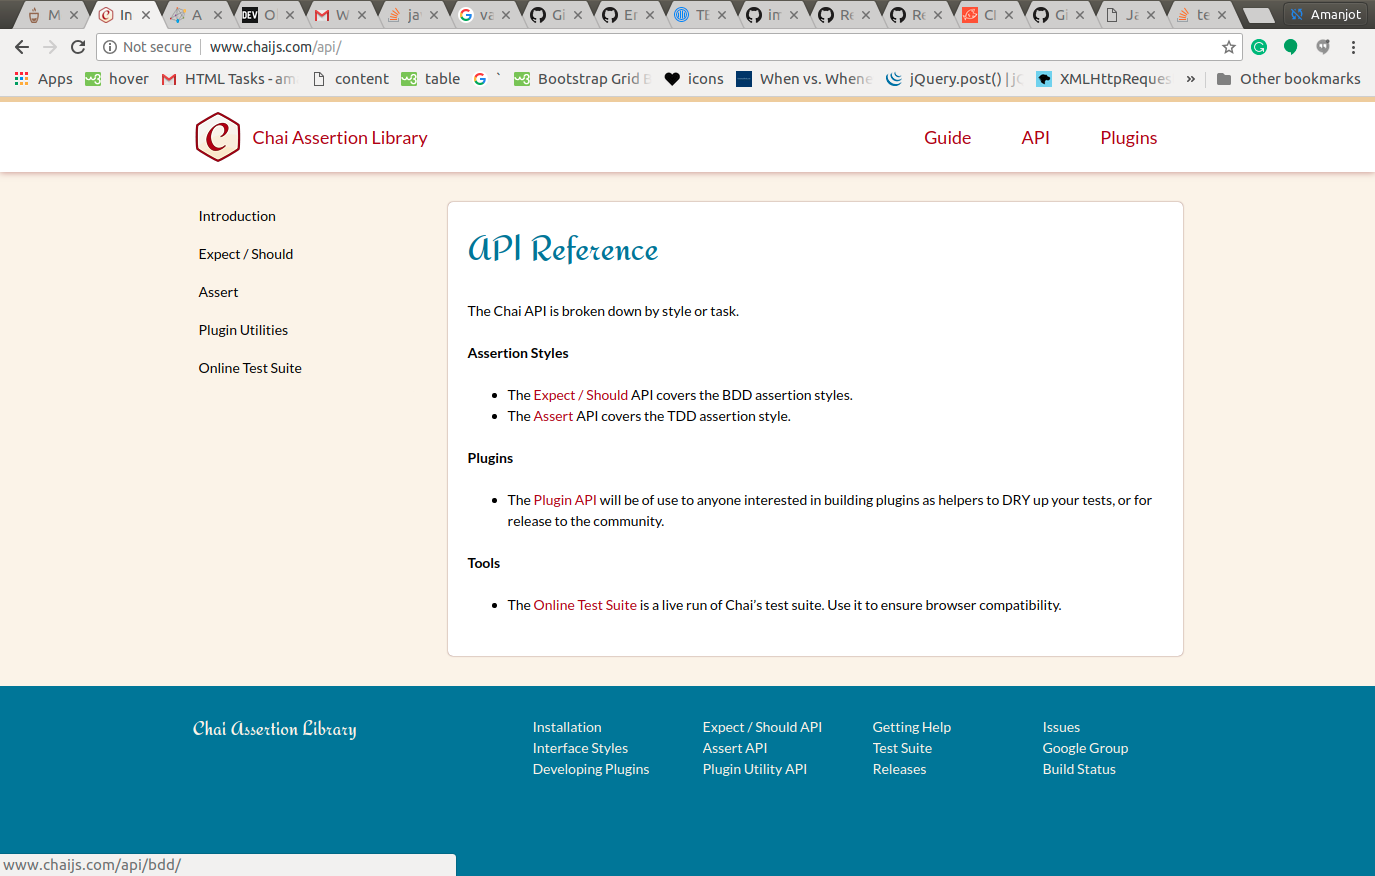 M In A DEV O W ja va Gi Er TE im Re Re Cl Gi Ja te Amanjot
Not secure www.chaijs.com/api/
Apps hover HTML Tasks - am content table ` Bootstrap Grid E icons When vs. Whene jQuery.post() | jQ XMLHttpReques » Other bookmarks
Chai Assertion Library Guide API Plugins
Introduction
Expect / Should
Assert
Plugin Utilities
Online Test Suite
API Reference
The Chai API is broken down by style or task.
Assertion Styles
• The Expect / Should API covers the BDD assertion styles.
• The Assert API covers the TDD assertion style.
Plugins
• The Plugin API will be of use to anyone interested in building plugins as helpers to DRY up your tests, or for
release to the community.
Tools
• The Online Test Suite is a live run of Chai's test suite. Use it to ensure browser compatibility.
Chai Assertion Library
Installation Expect / Should API Getting Help Issues
Interface Styles Assert API Test Suite Google Group
Developing Plugins Plugin Utility API Releases Build Status
www.chaijs.com/api/bdd/